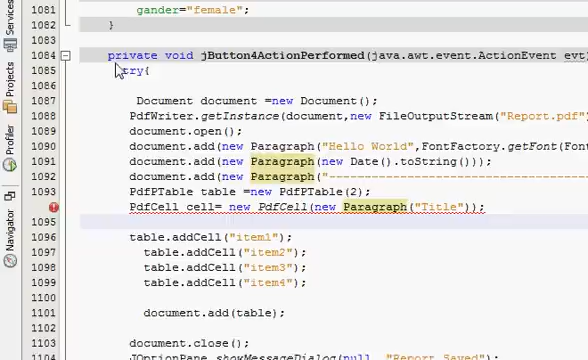 Services
Projects
Profiler
Navigator
1081 gander="female";
1082 }
1083
1084 private void jButton4ActionPerformed(java.awt.event.ActionEvent evt)
1085 try{
1086
1087 Document document =new Document();
1088 PdfWriter.getInstance(document,new FileOutputStream("Report.pdf"
1089 document.open();
1090 document.add(new Paragraph("Hello World",FontFactory.getFont(Font
1091 document.add(new Paragraph(new Date().toString()));
1092 document.add(new Paragraph("-----------------------------------
1093 PdfPTable table =new PdfPTable(2);
PdfCell cell= new PdfCell(new Paragraph("Title"));
1095
1096 table.addCell("item1");
1097 table.addCell("item2");
1098 table.addCell("item3");
1099 table.addCell("item4");
1100
1101 document.add(table);
1102
1103 document.close();
1104 JOptionPane.showMessageDialog(null, "Report Saved"